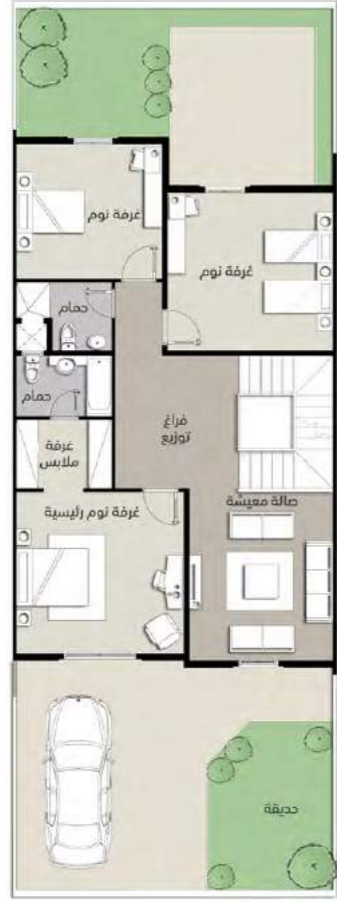 غرفة نوم
غرفة نوم
حمام
حمام
فراغ
توزيع
غرفة
ملابس
صالة معيشة
غرفة نوم رئيسية
حديقة